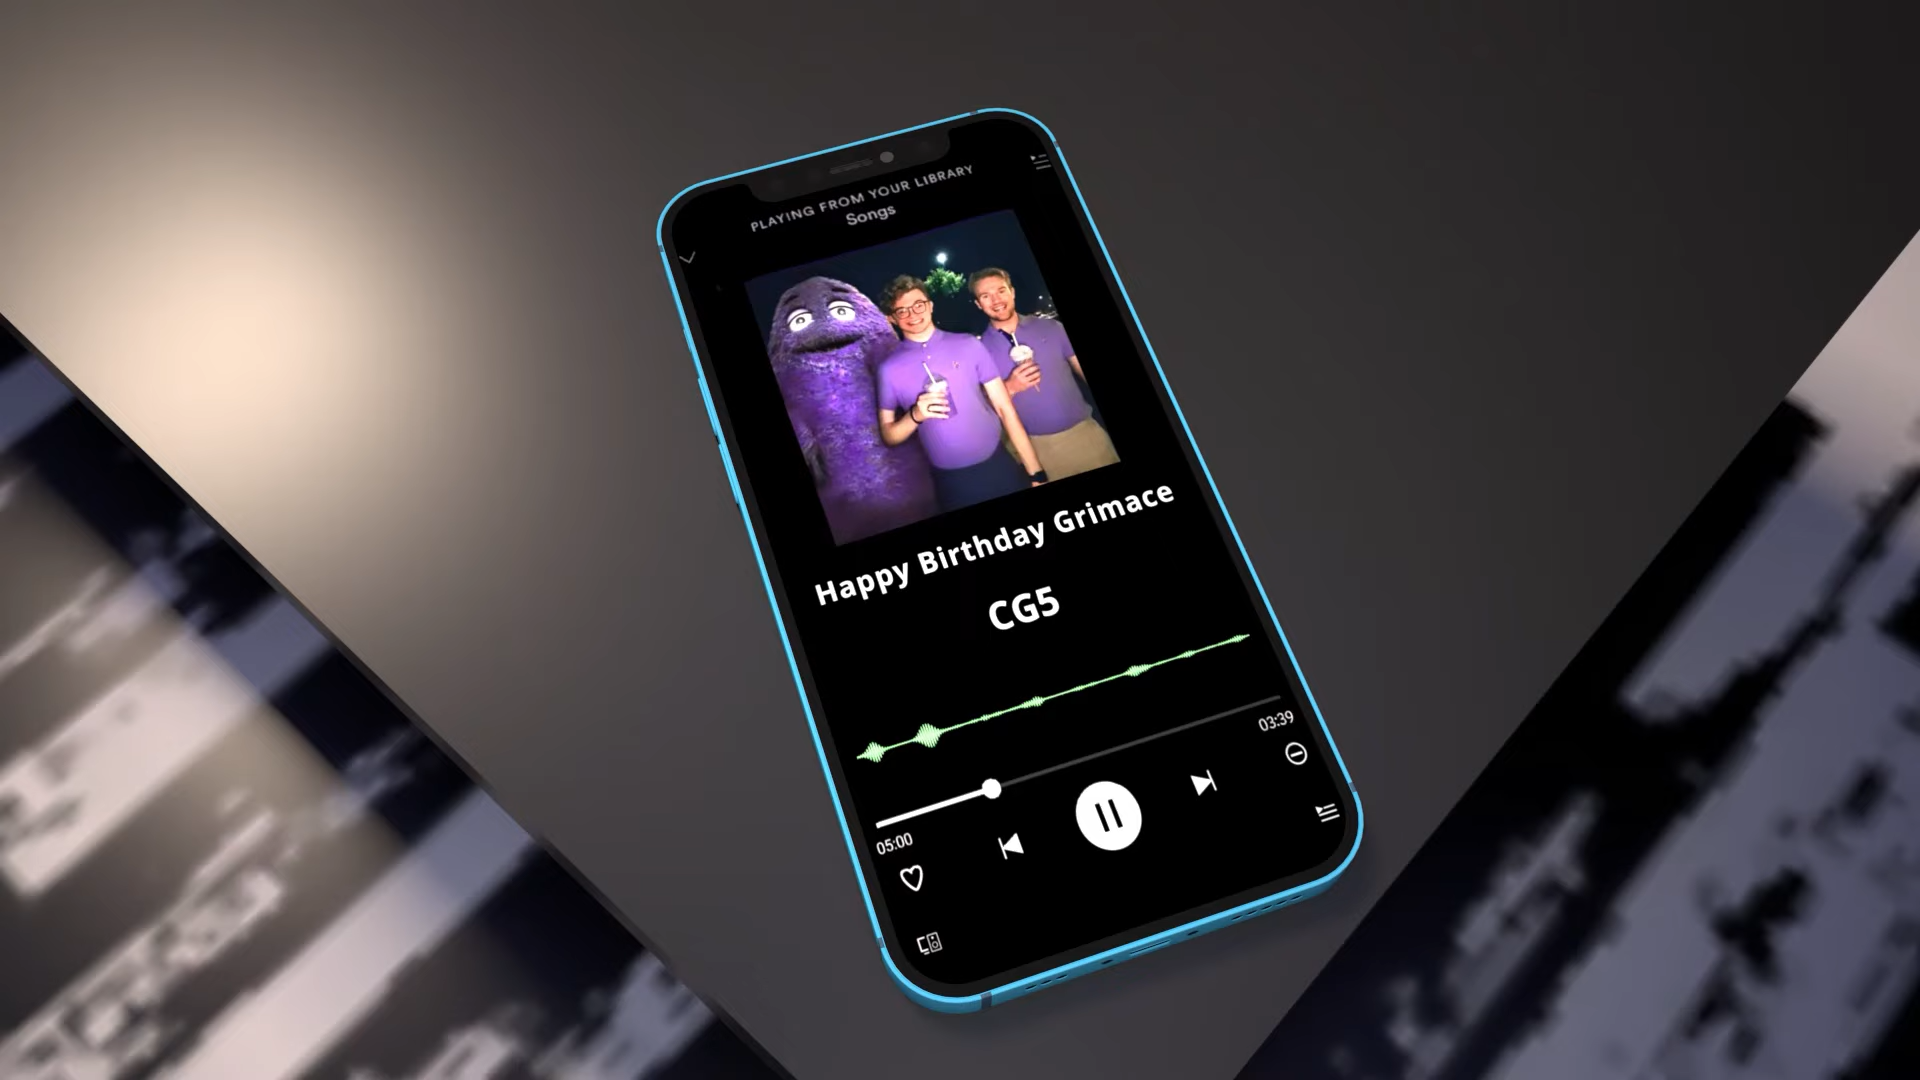 PLAYING FROM YOUR LIBRARY
Songs
Happy Birthday Grimace
CG5
03:39
05:00